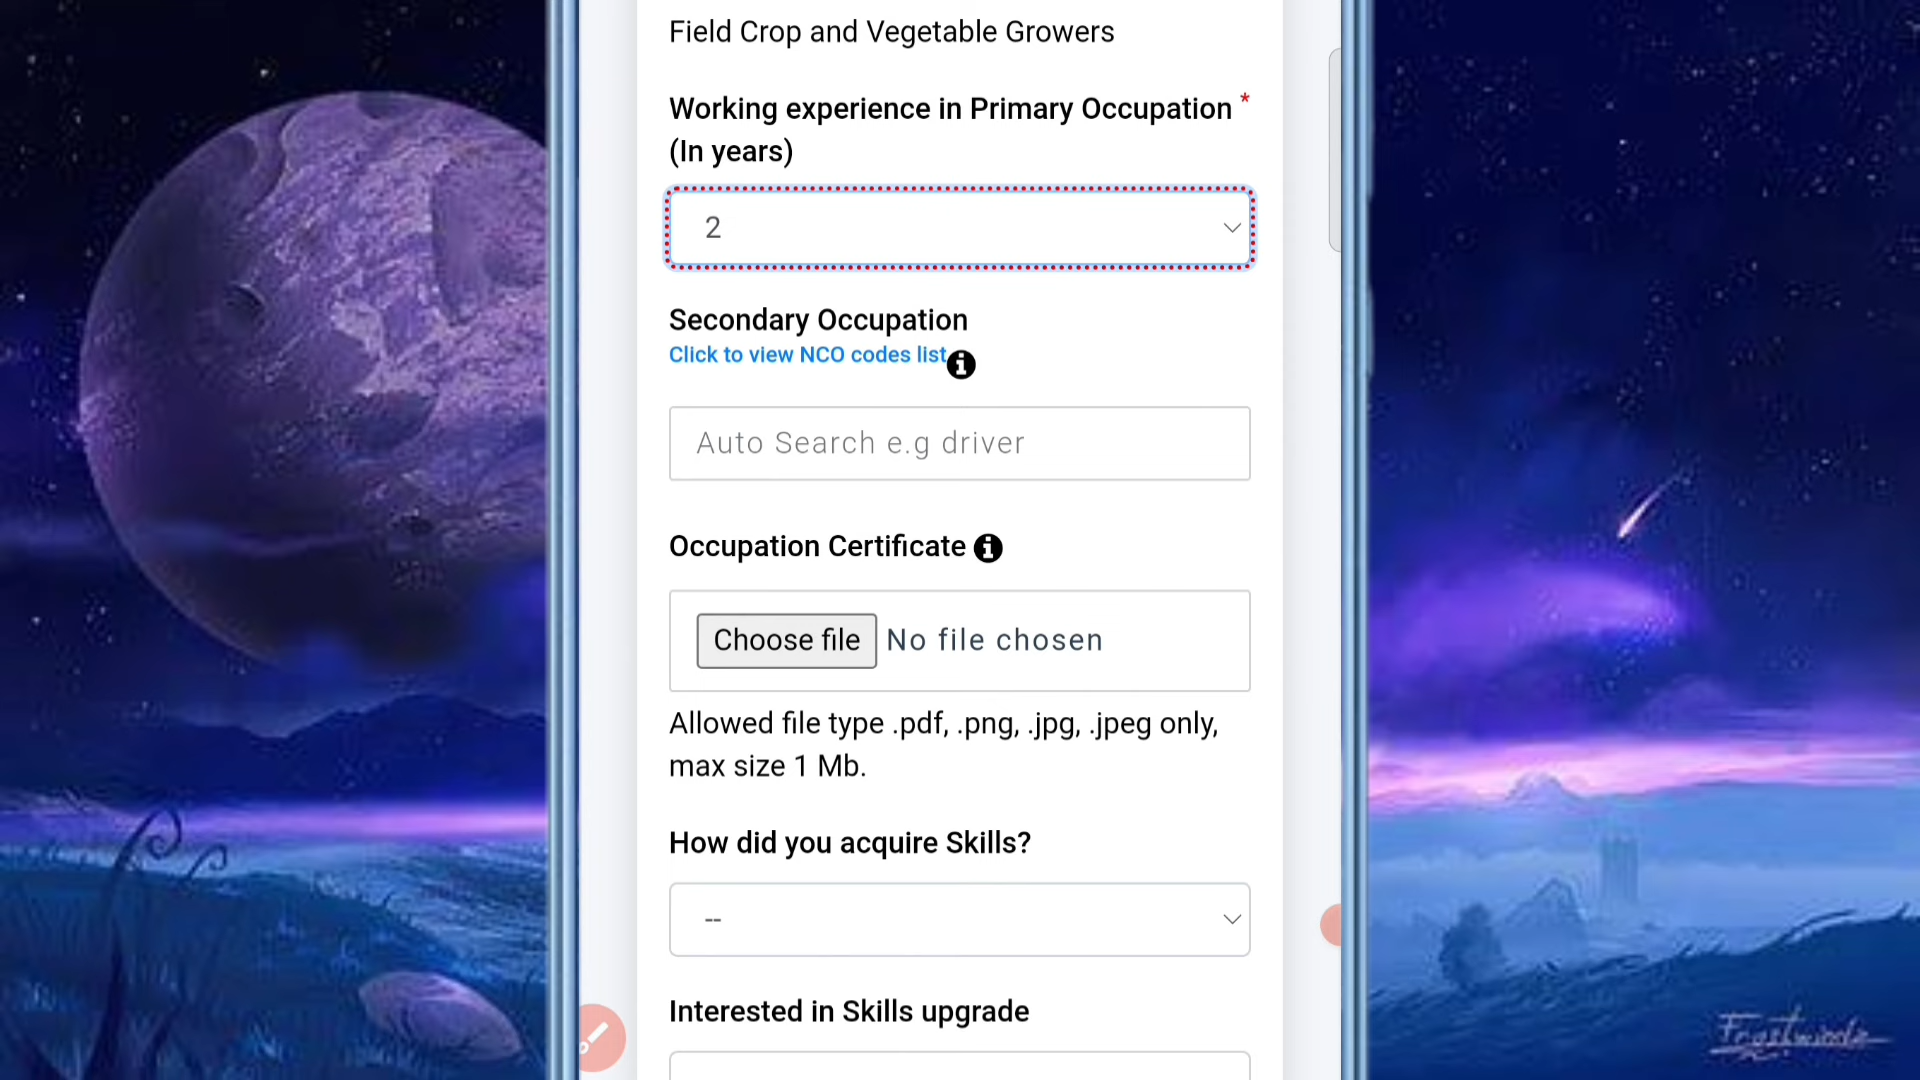 Field Crop and Vegetable Growers
Working experience in Primary Occupation *
(In years)
2
Secondary Occupation
Click to view NCO codes list
Auto Search e.g driver
Occupation Certificate
Choose file No file chosen
Allowed file type .pdf, .png, .jpg, .jpeg only,
max size 1 Mb.
How did you acquire Skills?
--
Interested in Skills upgrade